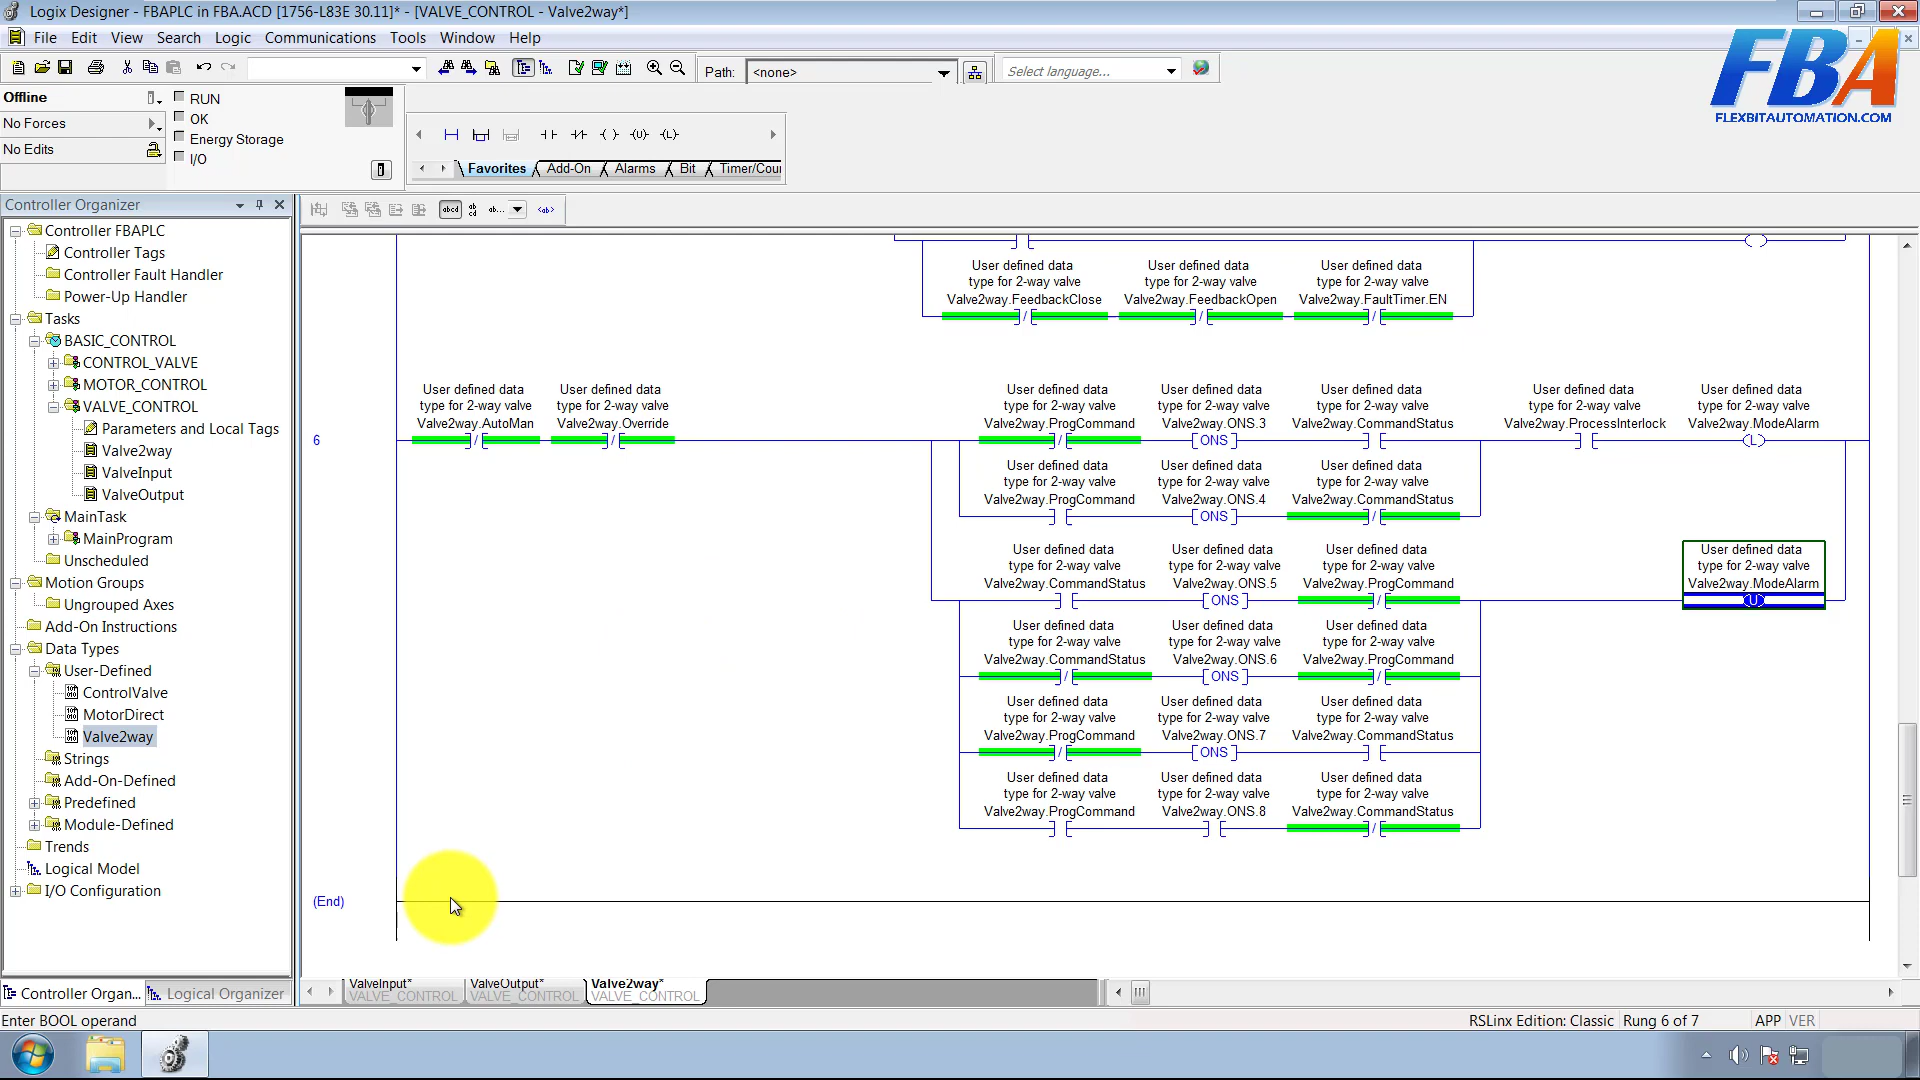 Logix Designer - FBAPLC in FBA.ACD [1756-L83E 30.11]* - [VALVE_CONTROL - Valve2way*]
File Edit View Search Logic Communications Tools Window Help
Path: <none>
Select language...
FBA
FLEXBITAUTOMATION.COM
Offline
RUN
No Forces
OK
No Edits
Energy Storage
I/O
Favorites Add-On Alarms Bit Timer/Cou
Controller Organizer
Controller FBAPLC
Controller Tags
Controller Fault Handler
Power-Up Handler
Tasks
BASIC_CONTROL
CONTROL_VALVE
MOTOR_CONTROL
VALVE_CONTROL
Parameters and Local Tags
Valve2way
ValveInput
ValveOutput
MainTask
MainProgram
Unscheduled
Motion Groups
Ungrouped Axes
Add-On Instructions
Data Types
User-Defined
ControlValve
MotorDirect
Valve2way
Strings
Add-On-Defined
Predefined
Module-Defined
Trends
Logical Model
I/O Configuration
Controller Organ... Logical Organizer
User defined data User defined data User defined data
type for 2-way valve type for 2-way valve type for 2-way valve
Valve2way.FeedbackClose Valve2way.FeedbackOpen Valve2way.FaultTimer.EN
User defined data User defined data User defined data User defined data User defined data User defined data User defined data
type for 2-way valve type for 2-way valve type for 2-way valve type for 2-way valve type for 2-way valve type for 2-way valve type for 2-way valve
Valve2way.AutoMan Valve2way.Override Valve2way.ProgCommand Valve2way.ONS.3 Valve2way.CommandStatus Valve2way.ProcessInterlock Valve2way.ModeAlarm
6 ONS L
User defined data User defined data User defined data
type for 2-way valve type for 2-way valve type for 2-way valve
Valve2way.ProgCommand Valve2way.ONS.4 Valve2way.CommandStatus
ONS
User defined data User defined data User defined data User defined data
type for 2-way valve type for 2-way valve type for 2-way valve type for 2-way valve
Valve2way.CommandStatus Valve2way.ONS.5 Valve2way.ProgCommand Valve2way.ModeAlarm
ONS U
User defined data User defined data User defined data
type for 2-way valve type for 2-way valve type for 2-way valve
Valve2way.CommandStatus Valve2way.ONS.6 Valve2way.ProgCommand
ONS
User defined data User defined data User defined data
type for 2-way valve type for 2-way valve type for 2-way valve
Valve2way.ProgCommand Valve2way.ONS.7 Valve2way.CommandStatus
ONS
User defined data User defined data User defined data
type for 2-way valve type for 2-way valve type for 2-way valve
Valve2way.ProgCommand Valve2way.ONS.8 Valve2way.CommandStatus
(End)
ValveInput* ValveOutput* Valve2way*
VALVE_CONTROL VALVE_CONTROL VALVE_CONTROL
Enter BOOL operand RSLinx Edition: Classic Rung 6 of 7 APP VER